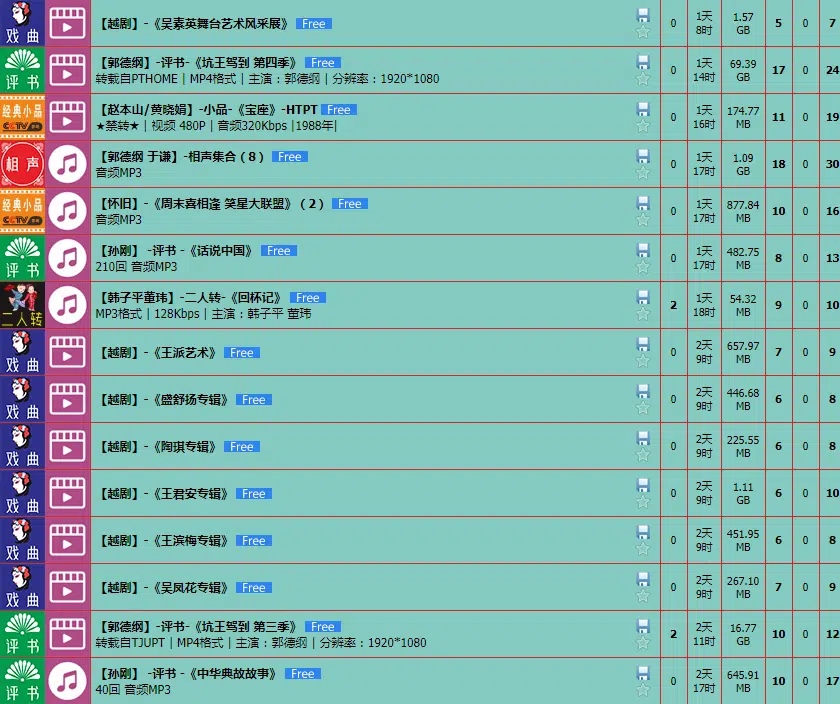 戏 曲 【越剧】-《吴素英舞台艺术风采展》 Free 0 1天 8时 1.57 GB 5 0 7
评 书 【郭德纲】-评书-《坑王驾到 第四季》 Free 0 1天 14时 69.39 GB 17 0 24
转载自PTHOME | MP4格式 | 主演：郭德纲 | 分辨率：1920*1080
经典小品 CCTV 【赵本山/黄晓娟】-小品-《宝座》-HTPT Free 0 1天 16时 174.77 MB 11 0 19
★禁转★ | 视频 480P | 音频320Kbps |1988年|
相声 【郭德纲 于谦】-相声集合（8） Free 0 1天 17时 1.09 GB 18 0 30
音频MP3
经典小品 CCTV 【怀旧】-《周末喜相逢 笑星大联盟》（2） Free 0 1天 17时 877.84 MB 10 0 16
音频MP3
评 书 【孙刚】 -评书 -《话说中国》 Free 0 1天 17时 482.75 MB 8 0 13
210回 音频MP3
二人转 【韩子平董玮】-二人转-《回杯记》 Free 2 1天 18时 54.32 MB 9 0 10
MP3格式 | 128Kbps | 主演：韩子平 董玮
戏 曲 【越剧】-《王派艺术》 Free 0 2天 9时 657.97 MB 7 0 9
戏 曲 【越剧】-《盛舒扬专辑》 Free 0 2天 9时 446.68 MB 6 0 8
戏 曲 【越剧】-《陶琪专辑》 Free 0 2天 9时 225.55 MB 6 0 8
戏 曲 【越剧】-《王君安专辑》 Free 0 2天 9时 1.11 GB 6 0 10
戏 曲 【越剧】-《王滨梅专辑》 Free 0 2天 9时 451.95 MB 6 0 8
戏 曲 【越剧】-《吴凤花专辑》 Free 0 2天 9时 267.10 MB 7 0 9
评 书 【郭德纲】-评书-《坑王驾到 第三季》 Free 2 2天 11时 16.77 GB 10 0 12
转载自TJUPT | MP4格式 | 主演：郭德纲 | 分辨率：1920*1080
评 书 【孙刚】 -评书 -《中华典故故事》 Free 0 2天 17时 645.91 MB 10 0 17
40回 音频MP3